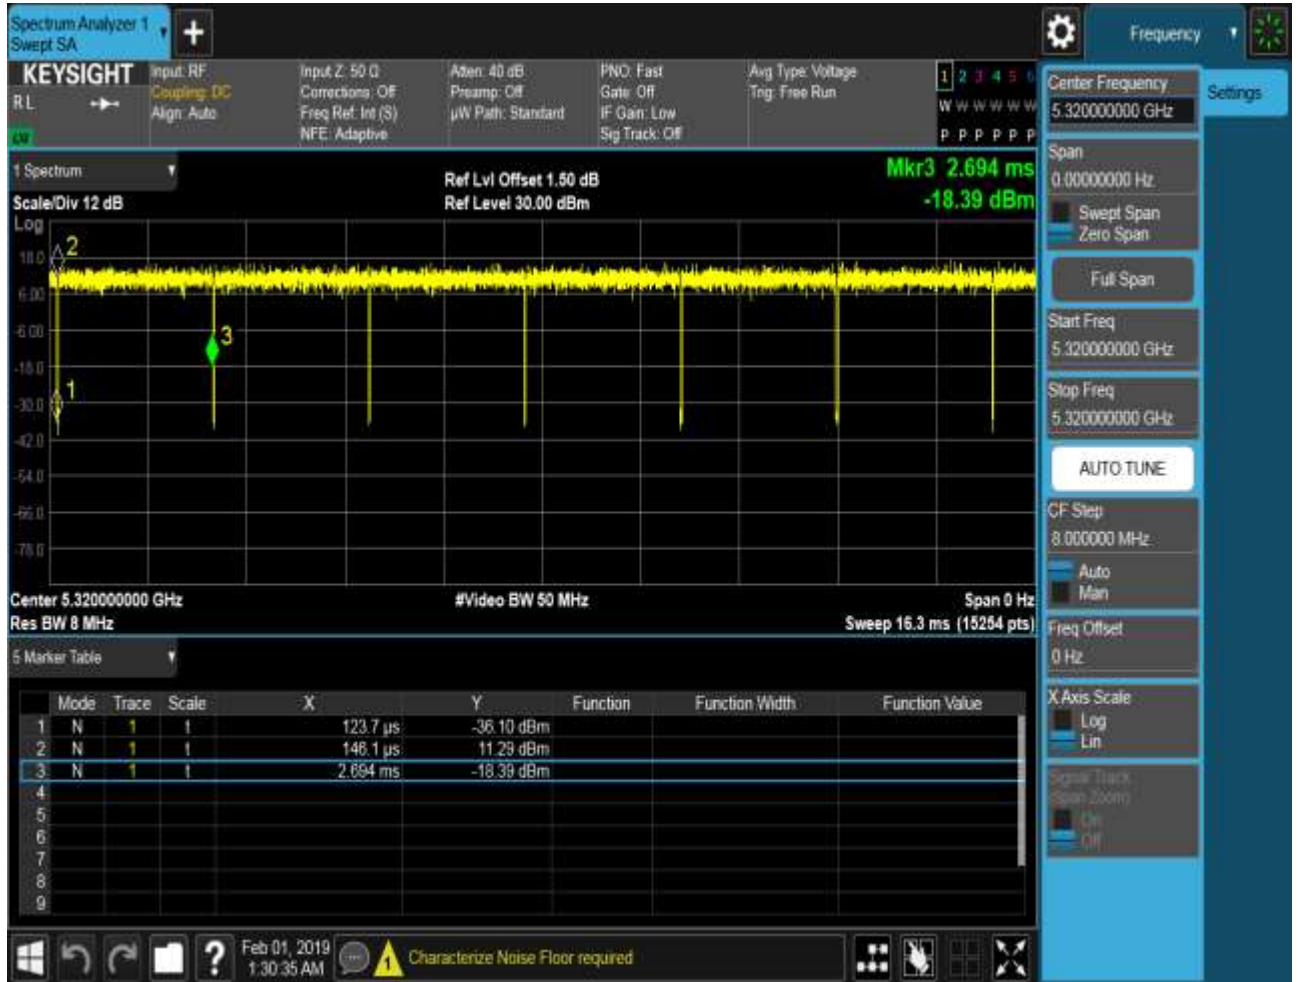 Spectrum Analyzer 1
Swept SA
Frequency
KEYSIGHT
Input: RF
Input Z: 50 Ω
Atten: 40 dB
PNO: Fast
Avg Type: Voltage
1 2 3 4 5 6
R L
Coupling: DC
Corrections: Off
Preamp: Off
Gate: Off
Trig: Free Run
W W W W W W
Align: Auto
Freq Ref: Int (S)
µW Path: Standard
IF Gain: Low
NFE: Adaptive
Sig Track: Off
P P P P P P
1 Spectrum
Scale/Div 12 dB
Ref Lvl Offset 1.50 dB
Ref Level 30.00 dBm
Mkr3 2.694 ms
-18.39 dBm
Log
18.0
6.00
-6.00
-18.0
-30.0
-42.0
-54.0
-66.0
-78.0
2
3
1
Center 5.320000000 GHz
#Video BW 50 MHz
Span 0 Hz
Res BW 8 MHz
Sweep 16.3 ms (15254 pts)
5 Marker Table
Mode Trace Scale X Y Function Function Width Function Value
1 N 1 t 123.7 µs -36.10 dBm
2 N 1 t 146.1 µs 11.29 dBm
3 N 1 t 2.694 ms -18.39 dBm
4
5
6
7
8
9
Feb 01, 2019
1:30:35 AM
1
Characterize Noise Floor required
Settings
Center Frequency
5.320000000 GHz
Span
0.00000000 Hz
Swept Span
Zero Span
Full Span
Start Freq
5.320000000 GHz
Stop Freq
5.320000000 GHz
AUTO TUNE
CF Step
8.000000 MHz
Auto
Man
Freq Offset
0 Hz
X Axis Scale
Log
Lin
Signal Track
(Span Zoom)
On
Off